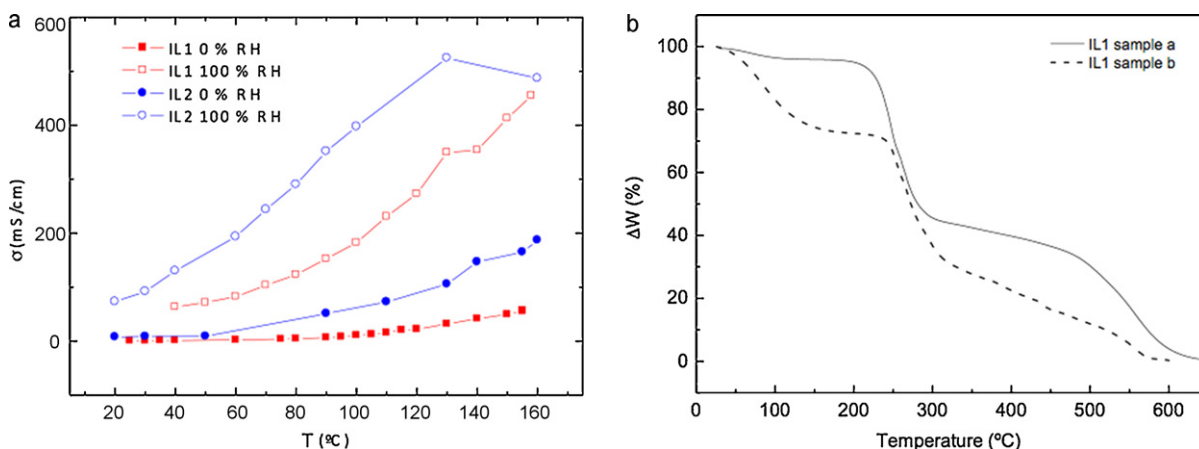 a
600
400
200
0
σ(mS/cm)
IL1 0 % RH
IL1 100 % RH
IL2 0 % RH
IL2 100 % RH
20 40 60 80 100 120 140 160
T (ºC)
b
100
80
60
40
20
0
ΔW (%)
IL1 sample a
IL1 sample b
100 200 300 400 500 600
Temperature (ºC)